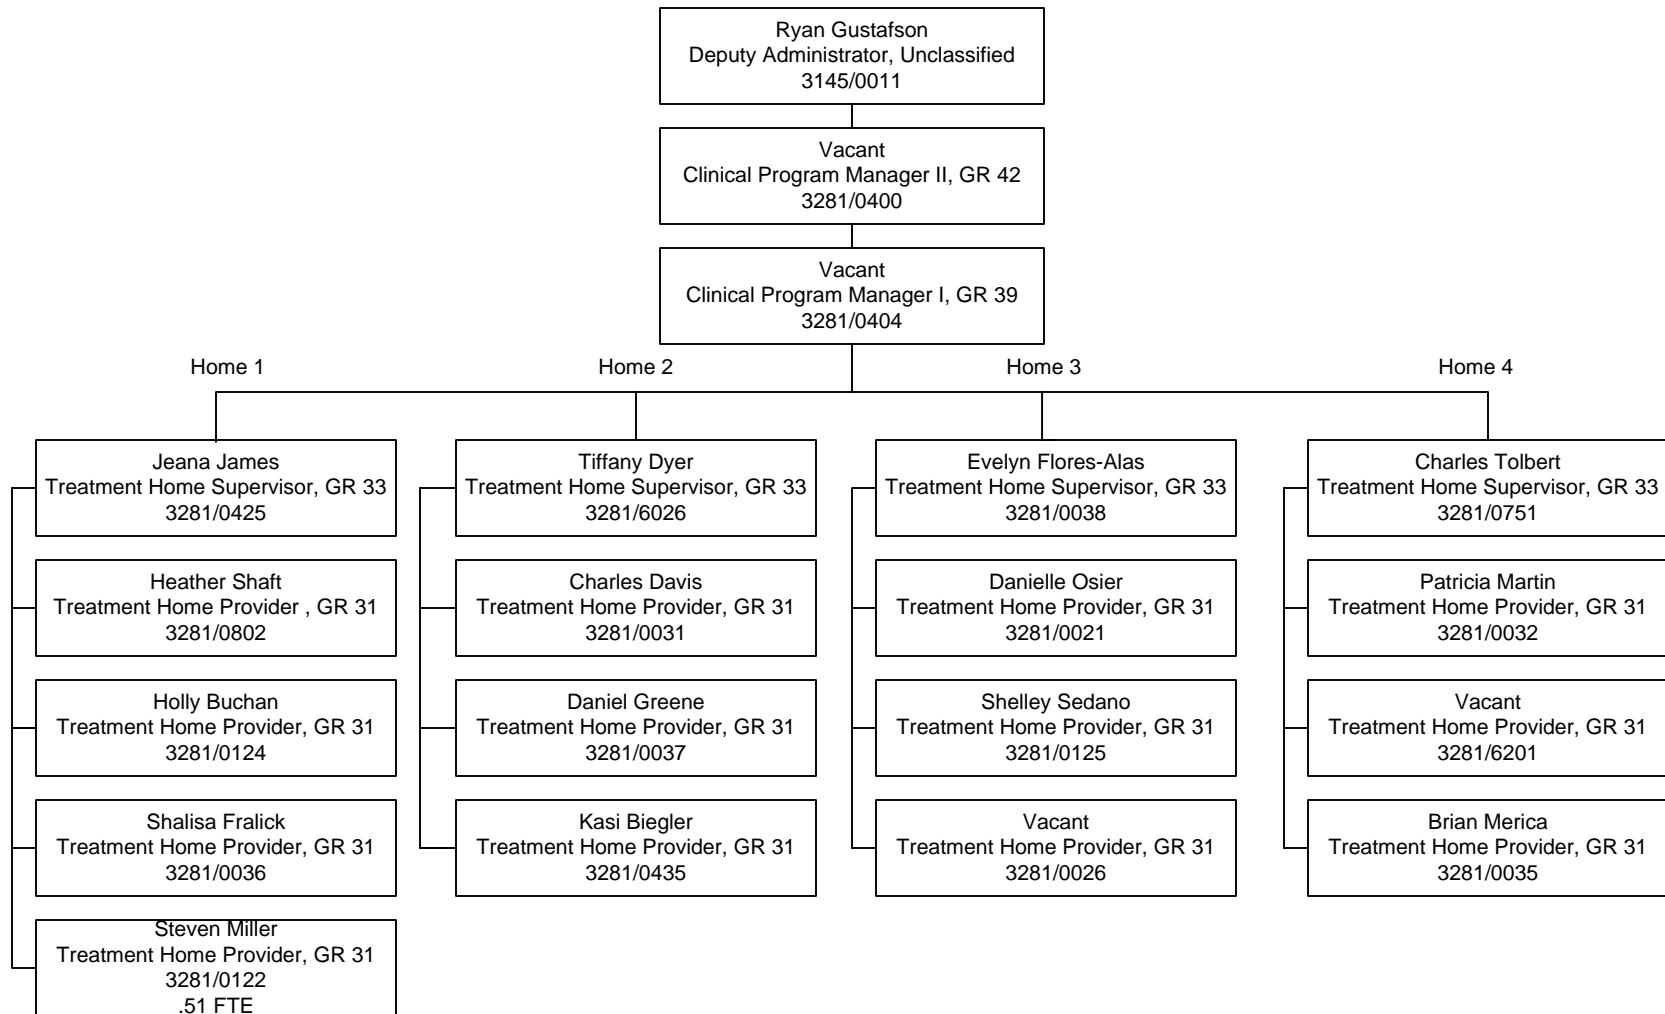 Ryan Gustafson
Deputy Administrator, Unclassified
3145/0011
Vacant
Clinical Program Manager II, GR 42
3281/0400
Vacant
Clinical Program Manager I, GR 39
3281/0404
Home 1
Home 2
Home 3
Home 4
Jeana James
Treatment Home Supervisor, GR 33
3281/0425
Heather Shaft
Treatment Home Provider , GR 31
3281/0802
Holly Buchan
Treatment Home Provider, GR 31
3281/0124
Shalisa Fralick
Treatment Home Provider, GR 31
3281/0036
Steven Miller
Treatment Home Provider, GR 31
3281/0122
.51 FTE
Tiffany Dyer
Treatment Home Supervisor, GR 33
3281/6026
Charles Davis
Treatment Home Provider, GR 31
3281/0031
Daniel Greene
Treatment Home Provider, GR 31
3281/0037
Kasi Biegler
Treatment Home Provider, GR 31
3281/0435
Evelyn Flores-Alas
Treatment Home Supervisor, GR 33
3281/0038
Danielle Osier
Treatment Home Provider, GR 31
3281/0021
Shelley Sedano
Treatment Home Provider, GR 31
3281/0125
Vacant
Treatment Home Provider, GR 31
3281/0026
Charles Tolbert
Treatment Home Supervisor, GR 33
3281/0751
Patricia Martin
Treatment Home Provider, GR 31
3281/0032
Vacant
Treatment Home Provider, GR 31
3281/6201
Brian Merica
Treatment Home Provider, GR 31
3281/0035